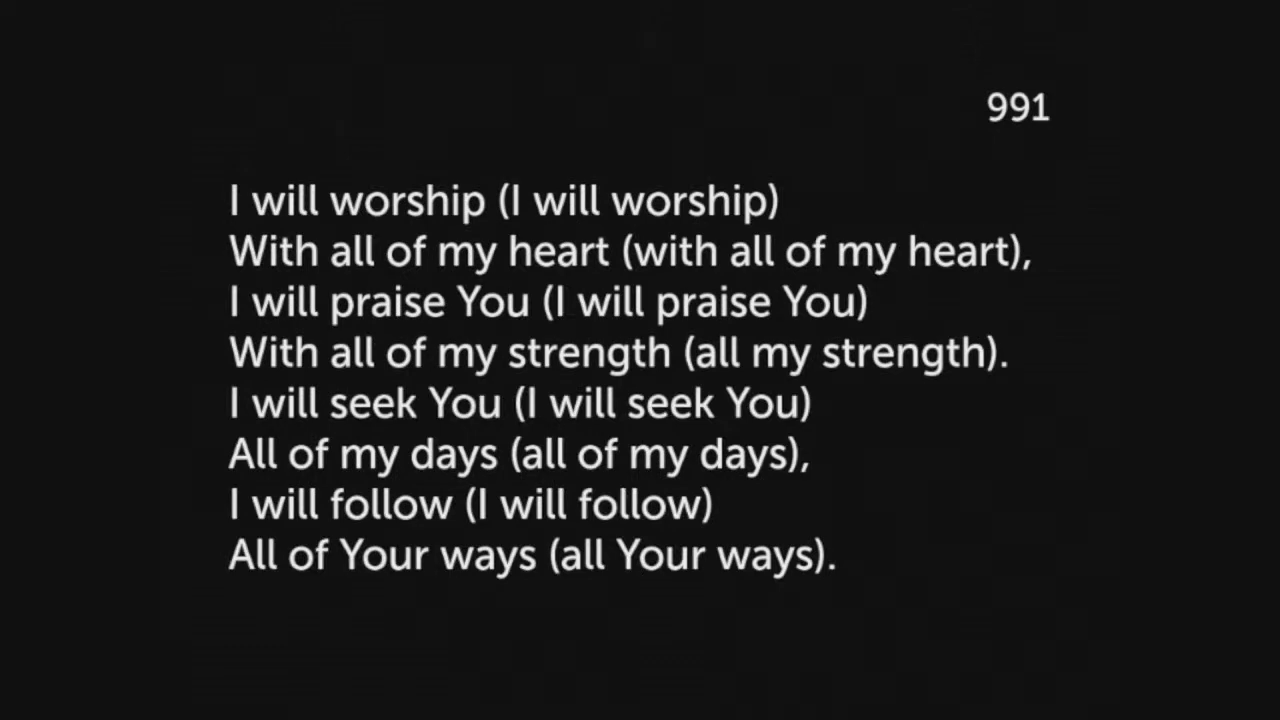 991
I will worship (I will worship)
With all of my heart (with all of my heart),
I will praise You (I will praise You)
With all of my strength (all my strength).
I will seek You (I will seek You)
All of my days (all of my days),
I will follow (I will follow)
All of Your ways (all Your ways).